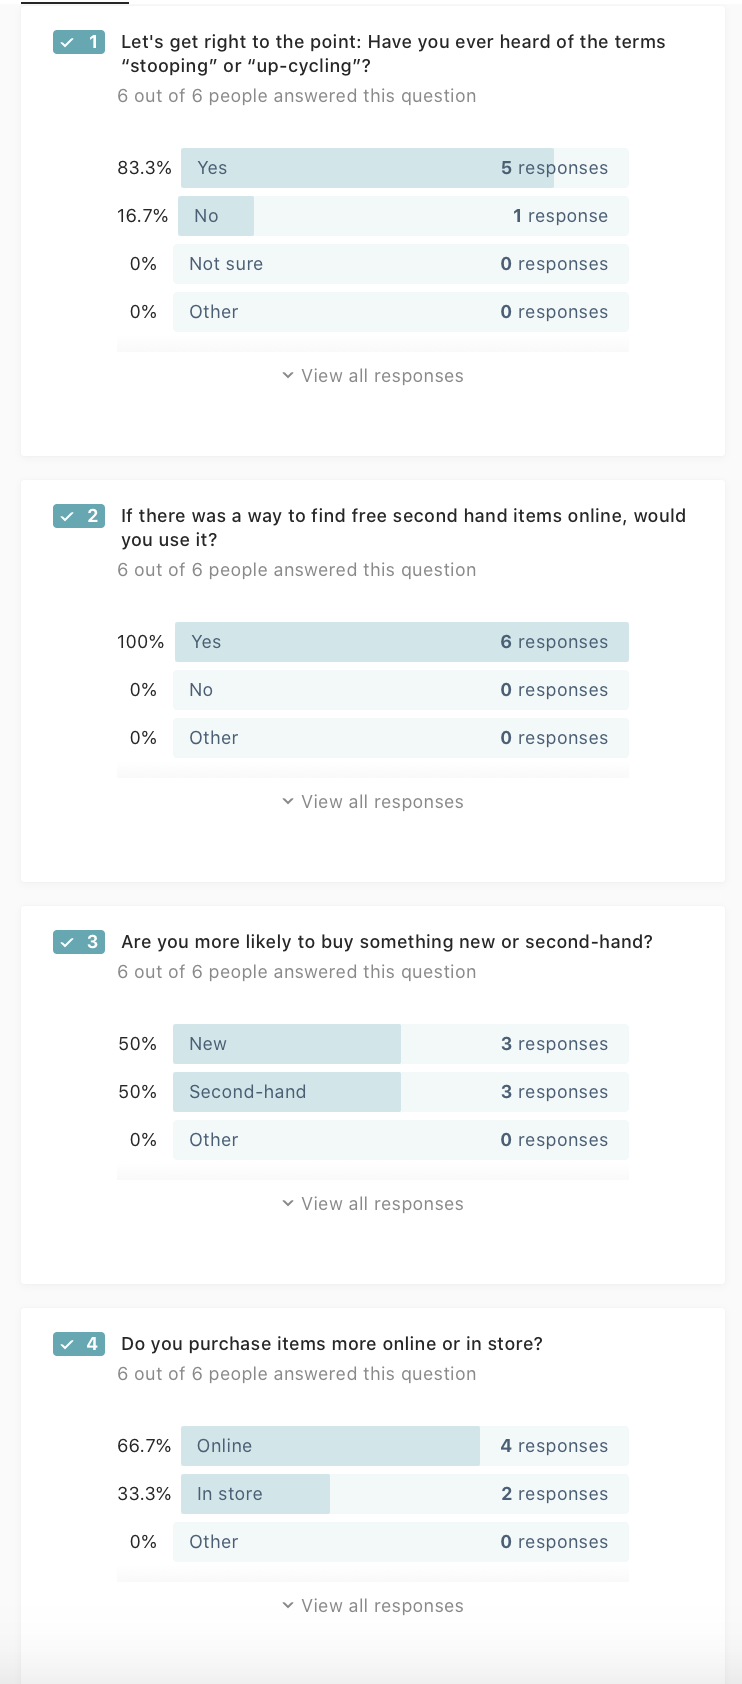 1 Let's get right to the point: Have you ever heard of the terms
“stooping” or “up-cycling”?
6 out of 6 people answered this question
83.3% Yes 5 responses
16.7% No 1 response
0% Not sure 0 responses
0% Other 0 responses
View all responses
2 If there was a way to find free second hand items online, would
you use it?
6 out of 6 people answered this question
100% Yes 6 responses
0% No 0 responses
0% Other 0 responses
View all responses
3 Are you more likely to buy something new or second-hand?
6 out of 6 people answered this question
50% New 3 responses
50% Second-hand 3 responses
0% Other 0 responses
View all responses
4 Do you purchase items more online or in store?
6 out of 6 people answered this question
66.7% Online 4 responses
33.3% In store 2 responses
0% Other 0 responses
View all responses